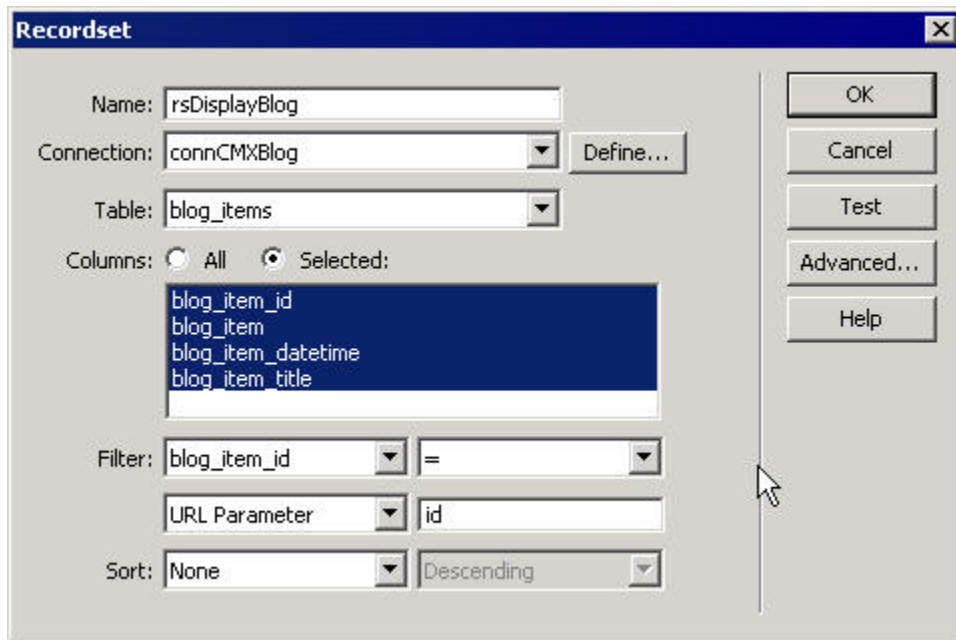 Recordset
Name: rsDisplayBlog
OK
Connection: connCMXBlog Define...
Cancel
Table: blog_items
Test
Columns: All Selected:
Advanced...
blog_item_id
blog_item
Help
blog_item_datetime
blog_item_title
Filter: blog_item_id =
URL Parameter id
Sort: None Descending